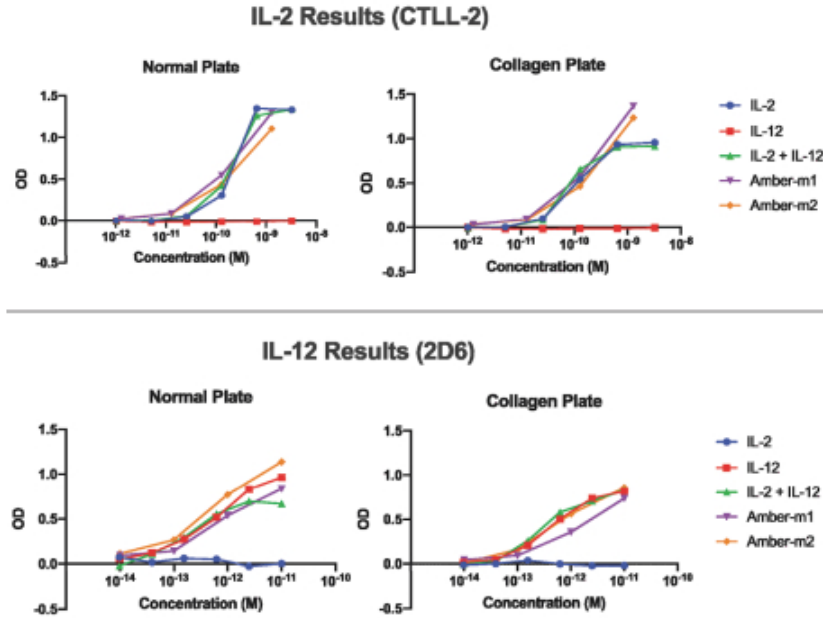 IL-2 Results (CTLL-2)
Normal Plate
Collagen Plate
1.5
1.0
0.5
0.0
-0.5
OD
10-12
10-11
10-10
10-9
10-8
Concentration (M)
1.5
1.0
0.5
0.0
-0.5
OD
10-12
10-11
10-10
10-9
10-8
Concentration (M)
IL-2
IL-12
IL-2 + IL-12
Amber-m1
Amber-m2
IL-12 Results (2D6)
Normal Plate
Collagen Plate
1.5
1.0
0.5
0.0
-0.5
OD
10-14
10-13
10-12
10-11
10-10
Concentration (M)
1.5
1.0
0.5
0.0
-0.5
OD
10-14
10-13
10-12
10-11
10-10
Concentration (M)
IL-2
IL-12
IL-2 + IL-12
Amber-m1
Amber-m2